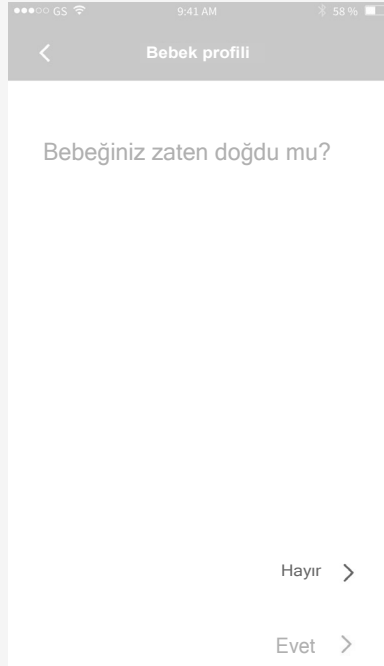 GS 9:41 AM 58 %
Bebek profili
Bebeğiniz zaten doğdu mu?
Hayır
Evet